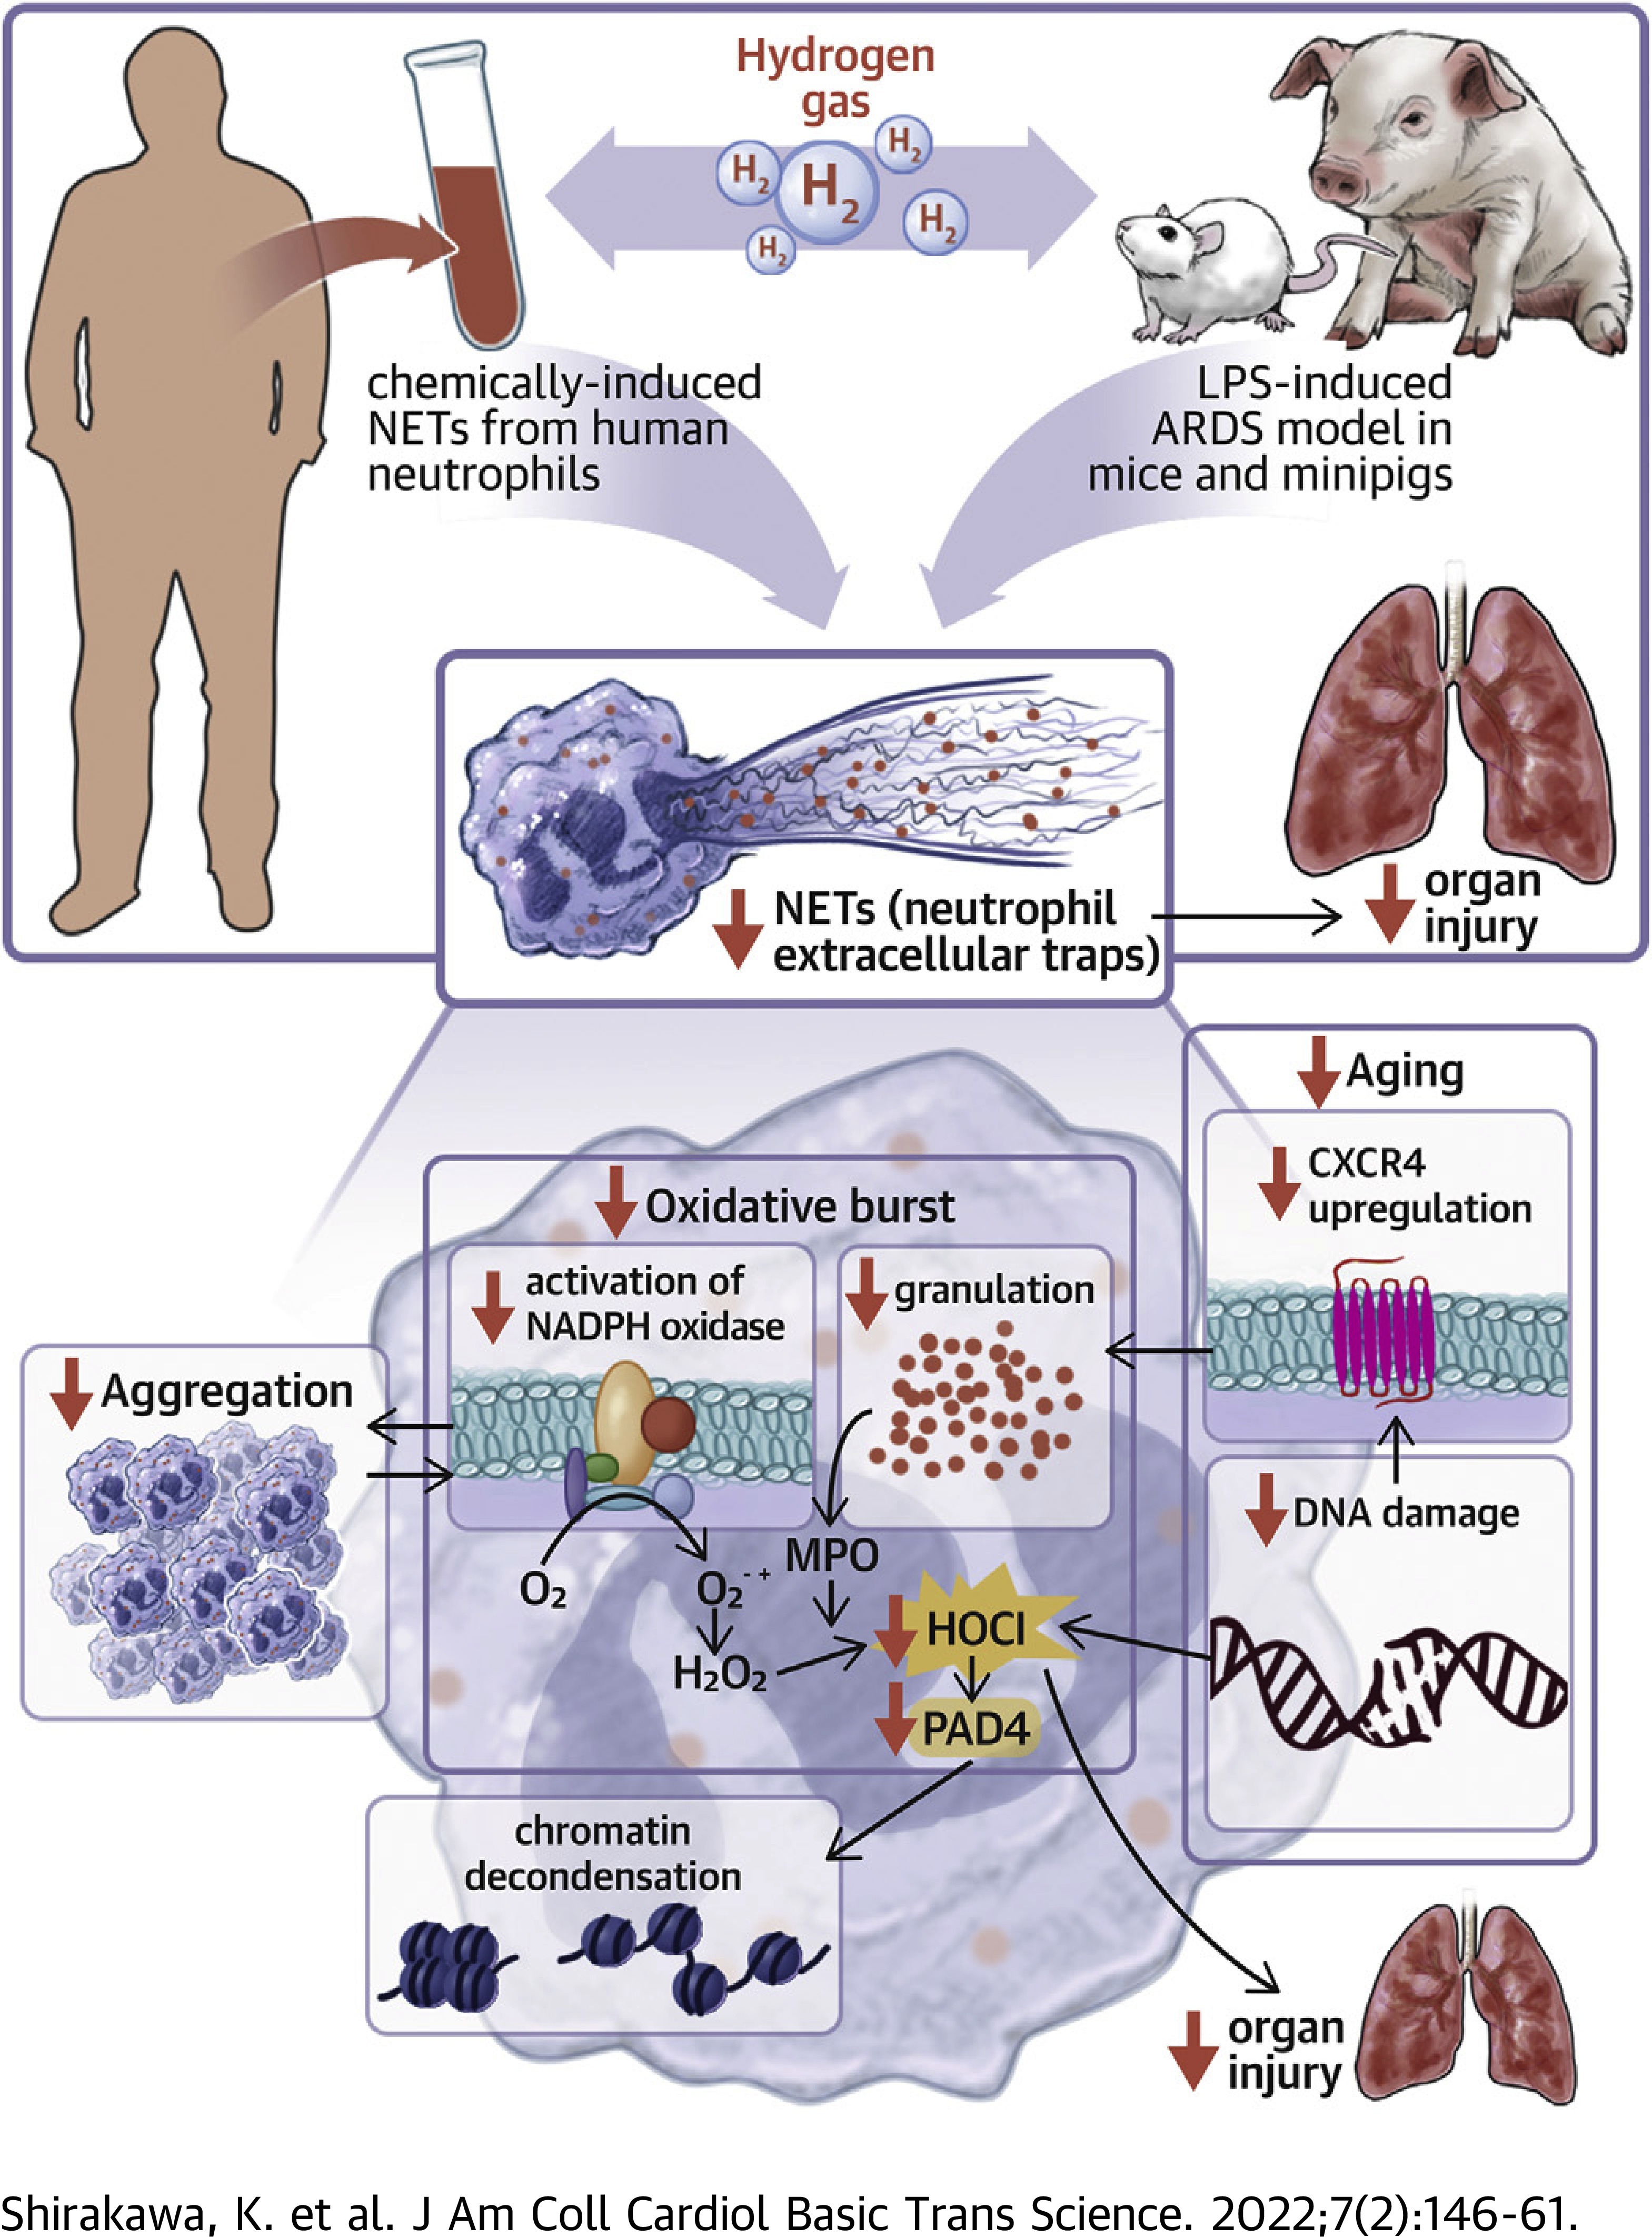 Hydrogen
gas
H₂
H₂
H₂
H₂
H₂
chemically-induced
NETs from human
neutrophils
LPS-induced
ARDS model in
mice and minipigs
NETs (neutrophil
extracellular traps)
organ
injury
Aging
CXCR4
upregulation
Oxidative burst
activation of
NADPH oxidase
granulation
Aggregation
DNA damage
O₂
O₂⁻⁺
MPO
H₂O₂
HOCl
PAD4
chromatin
decondensation
organ
injury
Shirakawa, K. et al. J Am Coll Cardiol Basic Trans Science. 2022;7(2):146-61.